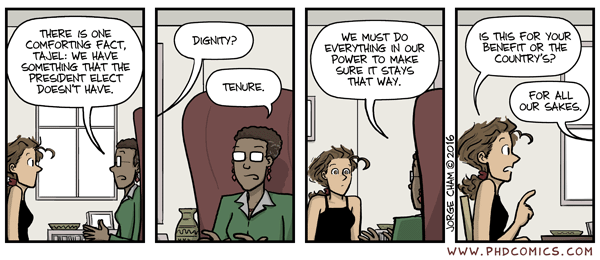 THERE IS ONE
COMFORTING FACT,
TAJEL: WE HAVE
SOMETHING THAT THE
PRESIDENT ELECT
DOESN'T HAVE.
DIGNITY?
TENURE.
WE MUST DO
EVERYTHING IN OUR
POWER TO MAKE
SURE IT STAYS
THAT WAY.
JORGE CHAM © 2016
IS THIS FOR YOUR
BENEFIT OR THE
COUNTRY'S?
FOR ALL
OUR SAKES.
WWW.PHDCOMICS.COM